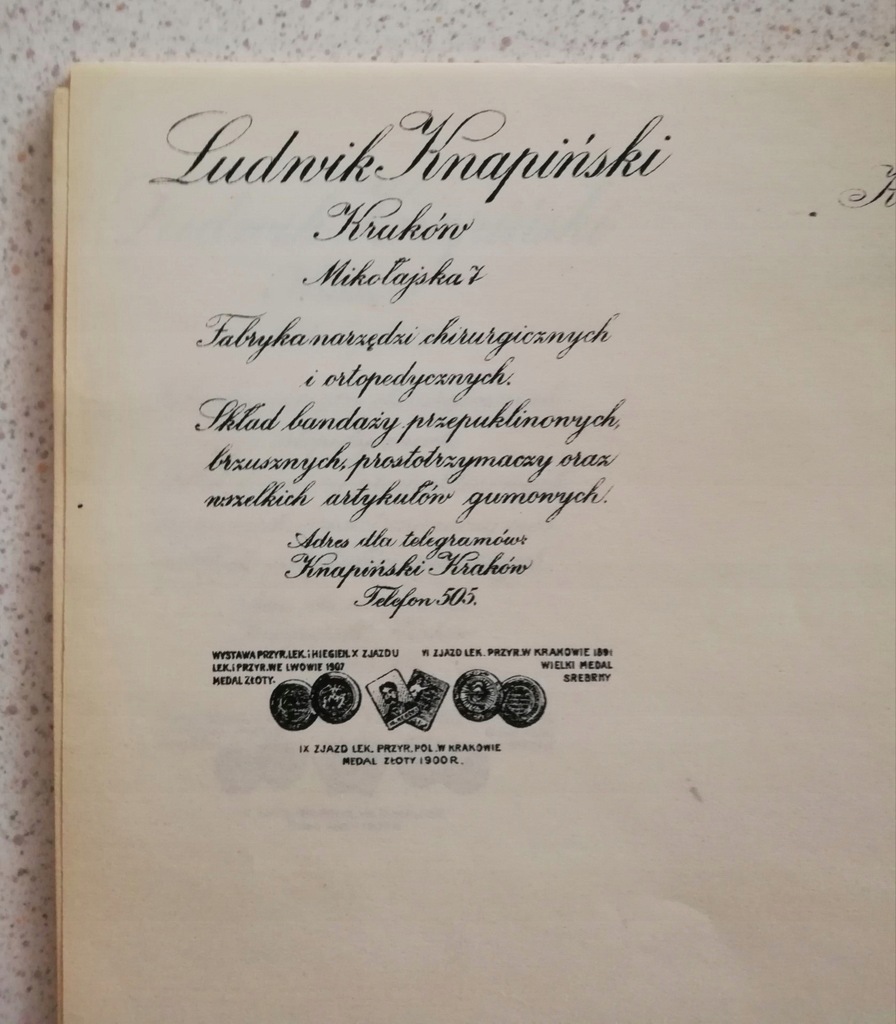 Ludwik Knapiński
Kraków
Mikołajska 7
Fabryka narzędzi chirurgicznych
i ortopedycznych.
Skład bandaży przepuklinowych,
brzusznych, prostotrzymaczy oraz
wszelkich artykułów gumowych.
Adres dla telegramów:
Knapiński Kraków
Telefon 505.
WYSTAWA PRZYR.LEK.i HIEGIEN. X ZJAZDU
LEK.i PRZYR.WE LWOWIE 1907
MEDAL ZŁOTY.
VI ZJAZD LEK. PRZYR.W KRAKOWIE 1891
WIELKI MEDAL
SREBRNY
IX ZJAZD LEK. PRZYR.POL.W KRAKOWIE
MEDAL ZŁOTY 1900 R.